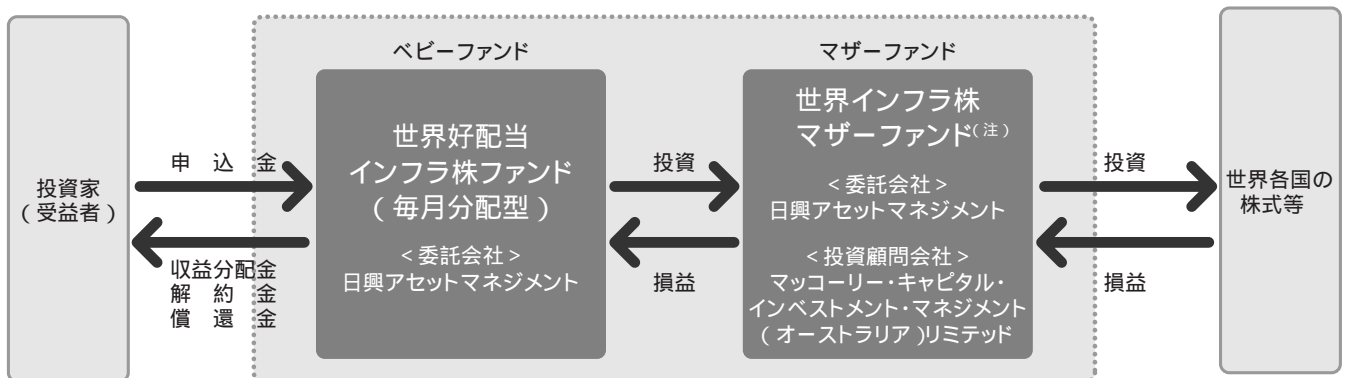 投資家
(受益者)
申込金
収益分配金
解約金
償還金
ベビーファンド
世界好配当
インフラ株ファンド
(毎月分配型)
<委託会社>
日興アセットマネジメント
投資
損益
マザーファンド
世界インフラ株
マザーファンド(注)
<委託会社>
日興アセットマネジメント
<投資顧問会社>
マッコーリー・キャピタル・
インベストメント・マネジメント
(オーストラリア)リミテッド
投資
損益
世界各国の
株式等